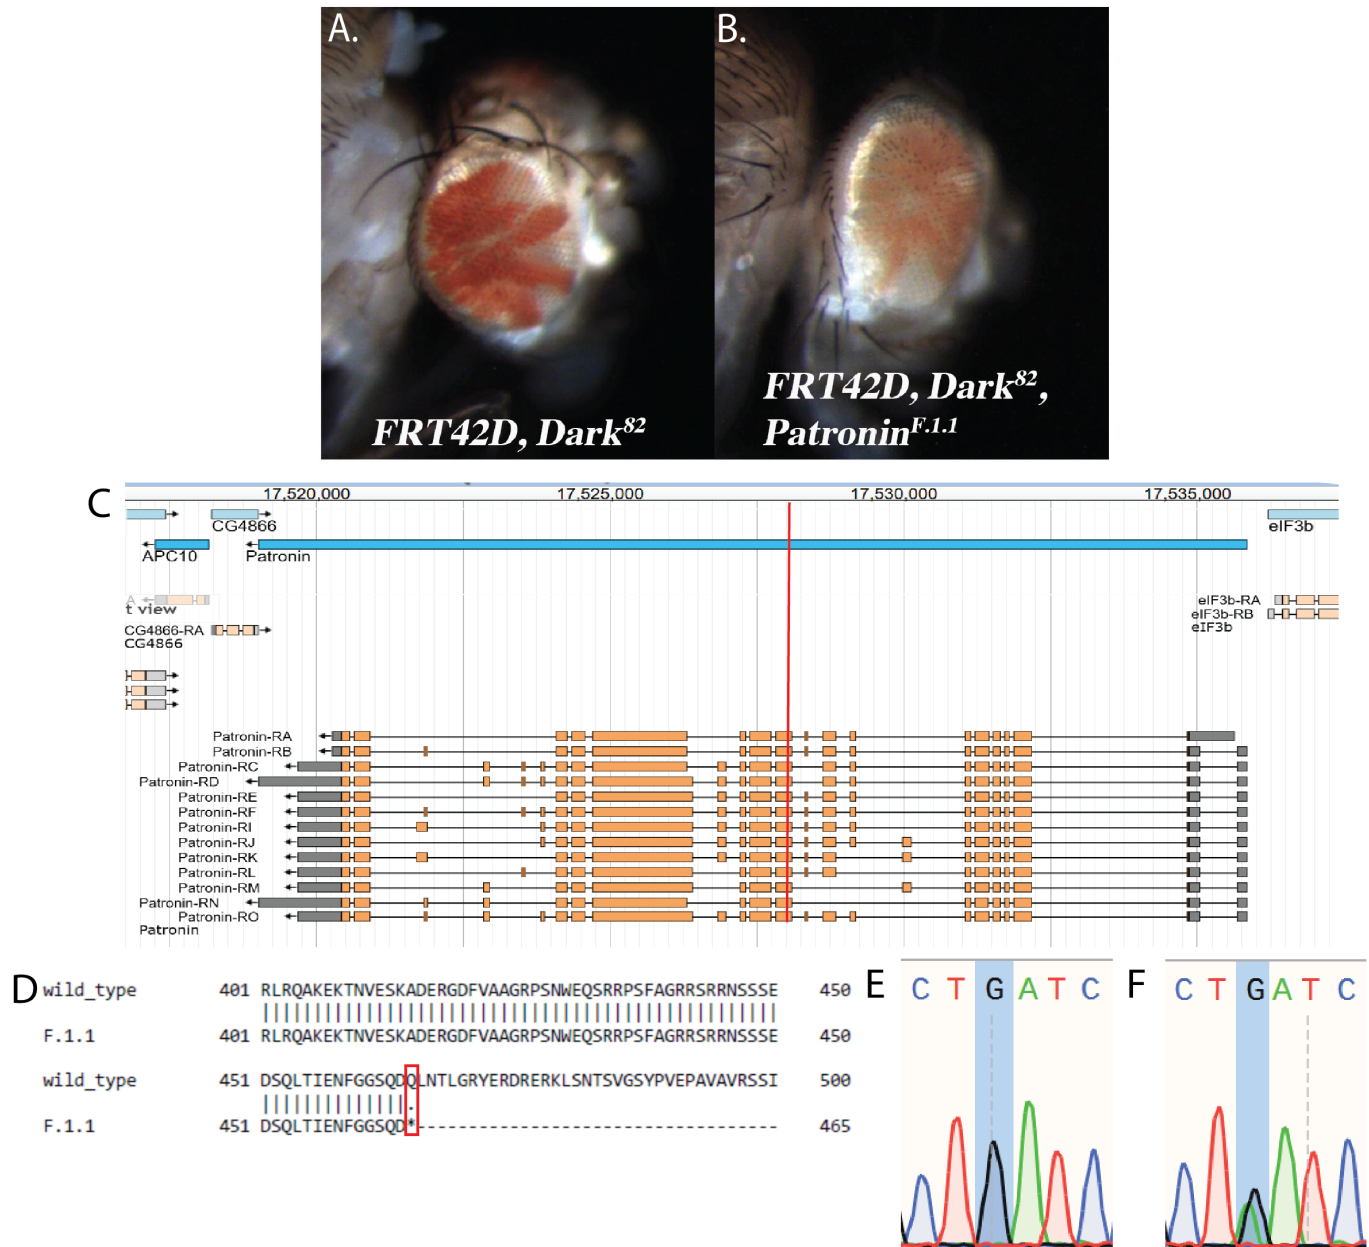 A.
B.
FRT42D, Dark82
FRT42D, Dark82,
PatroninF.1.1
C
17,520,000 17,525,000 17,530,000 17,535,000
CG4866 eIF3b
APC10 Patronin
A
t view
eIF3b-RA
eIF3b-RB
eIF3b
CG4866-RA
CG4866
Patronin-RA
Patronin-RB
Patronin-RC
Patronin-RD
Patronin-RE
Patronin-RF
Patronin-RI
Patronin-RJ
Patronin-RK
Patronin-RL
Patronin-RM
Patronin-RN
Patronin-RO
Patronin
D
wild_type 401 RLRQAKEKTNVESKADERGDFVAAGRPSNWEQSRRPSFAGRRSRRNSSSE 450
||||||||||||||||||||||||||||||||||||||||||||||||||
F.1.1 401 RLRQAKEKTNVESKADERGDFVAAGRPSNWEQSRRPSFAGRRSRRNSSSE 450
wild_type 451 DSQLTIENFGGSQDQLNTLGRYERDRERKLSNTSVGSYPVEPAVAVRSSI 500
||||||||||||||.
F.1.1 451 DSQLTIENFGGSQD*----------------------------------- 465
E
C T G A T C
F
C T G A T C